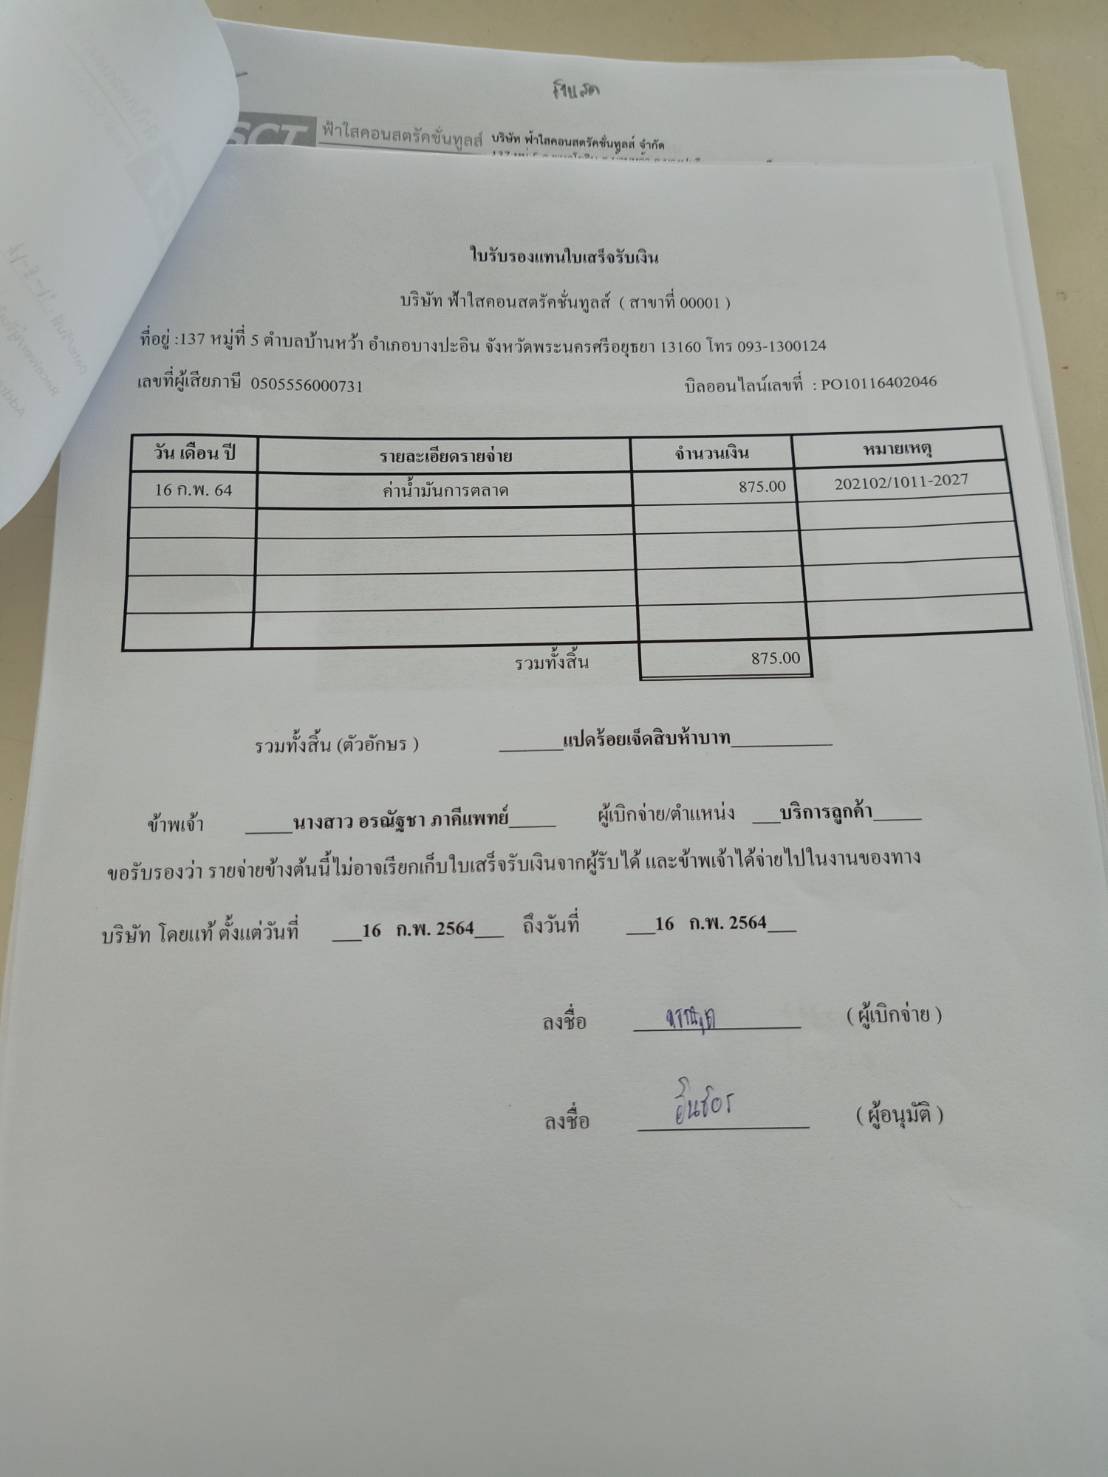 เงินสด
SCT ฟ้าใสคอนสตรัคชั่นทูลส์ บริษัท ฟ้าใสคอนสตรัคชั่นทูลส์ จำกัด
ใบรับรองแทนใบเสร็จรับเงิน
บริษัท ฟ้าใสคอนสตรัคชั่นทูลส์ ( สาขาที่ 00001 )
ที่อยู่ :137 หมู่ที่ 5 ตำบลบ้านหว้า อำเภอบางปะอิน จังหวัดพระนครศรีอยุธยา 13160 โทร 093-1300124
เลขที่ผู้เสียภาษี 0505556000731 บิลออนไลน์เลขที่ : PO10116402046
วัน เดือน ปี รายละเอียดรายจ่าย จำนวนเงิน หมายเหตุ
16 ก.พ. 64 ค่าน้ำมันการตลาด 875.00 202102/1011-2027
รวมทั้งสิ้น 875.00
รวมทั้งสิ้น (ตัวอักษร ) ______แปดร้อยเจ็ดสิบห้าบาท______
ข้าพเจ้า ____นางสาว อรณัฐชา ภาคีแพทย์____ ผู้เบิกจ่าย/ตำแหน่ง ___บริการลูกค้า_____
ขอรับรองว่า รายจ่ายข้างต้นนี้ไม่อาจเรียกเก็บใบเสร็จรับเงินจากผู้รับได้ และข้าพเจ้าได้จ่ายไปในงานของทาง
บริษัท โดยแท้ ตั้งแต่วันที่ ___16 ก.พ. 2564___ ถึงวันที่ ___16 ก.พ. 2564___
ลงชื่อ ( ผู้เบิกจ่าย )
ลงชื่อ ( ผู้อนุมัติ )